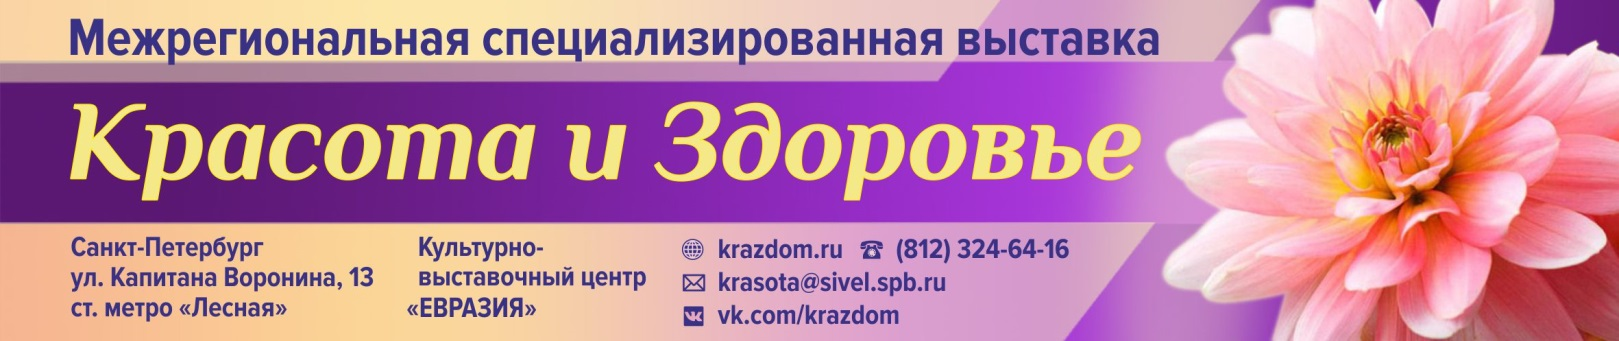 Межрегиональная специализированная выставка
Красота и Здоровье
Санкт-Петербург
ул. Капитана Воронина, 13
ст. метро «Лесная»
Культурно-
выставочный центр
«ЕВРАЗИЯ»
krazdom.ru (812) 324-64-16
krasota@sivel.spb.ru
vk.com/krazdom